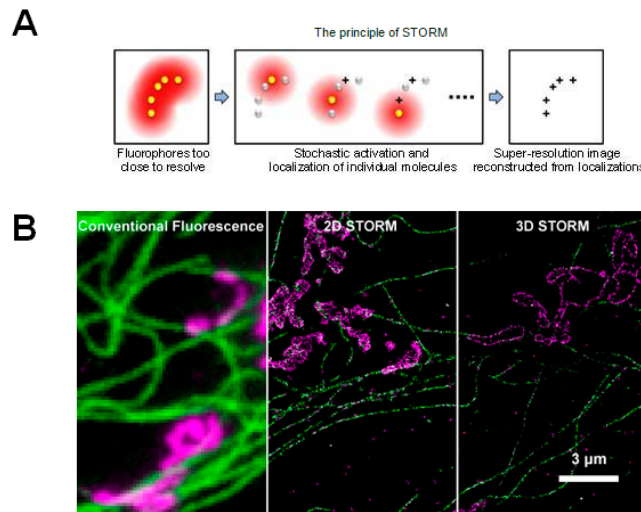 A
The principle of STORM
Fluorophores too
close to resolve
Stochastic activation and
localization of individual molecules
Super-resolution image
reconstructed from localizations
B
Conventional Fluorescence
2D STORM
3D STORM
3 µm